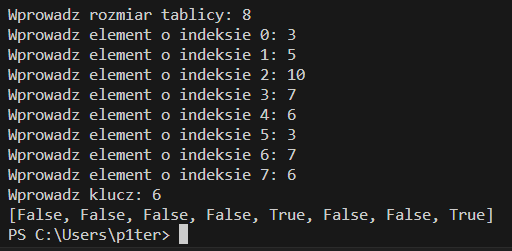 Wprowadz rozmiar tablicy: 8
Wprowadz element o indeksie 0: 3
Wprowadz element o indeksie 1: 5
Wprowadz element o indeksie 2: 10
Wprowadz element o indeksie 3: 7
Wprowadz element o indeksie 4: 6
Wprowadz element o indeksie 5: 3
Wprowadz element o indeksie 6: 7
Wprowadz element o indeksie 7: 6
Wprowadz klucz: 6
[False, False, False, False, True, False, False, True]
PS C:\Users\p1ter>